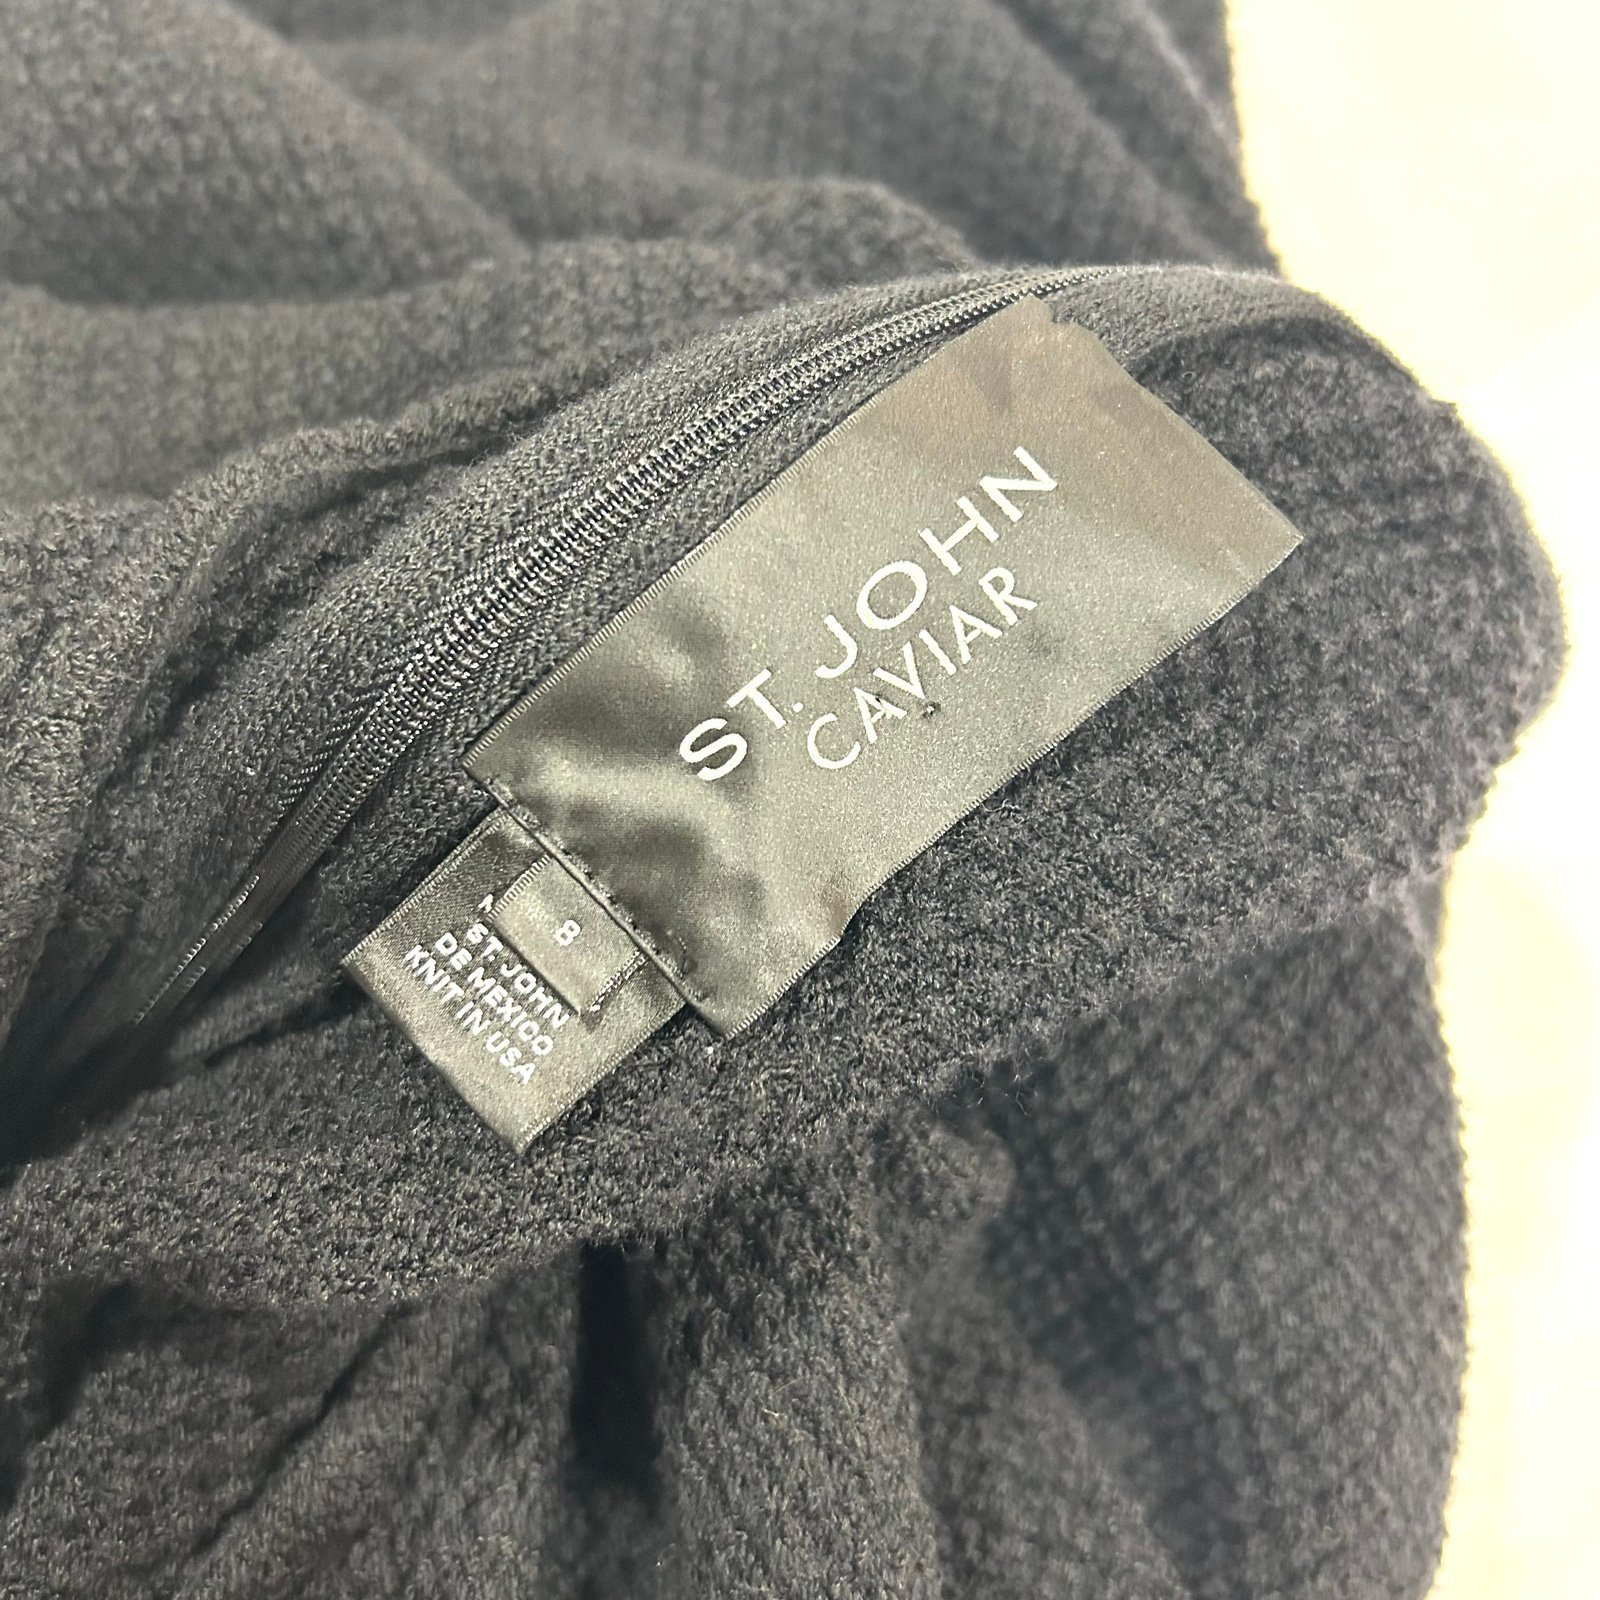 ST. JOHN
CAVIAR
8
ST. JOHN
DE MEXICO
KNIT IN USA